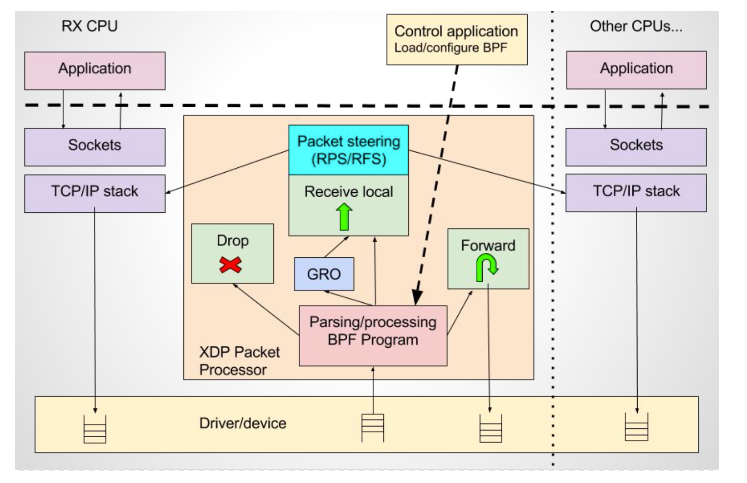 RX CPU
Control application
Load/configure BPF
Other CPUs...
Application
Application
Sockets
Packet steering
(RPS/RFS)
Sockets
TCP/IP stack
Receive local
TCP/IP stack
Drop
Forward
GRO
Parsing/processing
BPF Program
XDP Packet
Processor
Driver/device